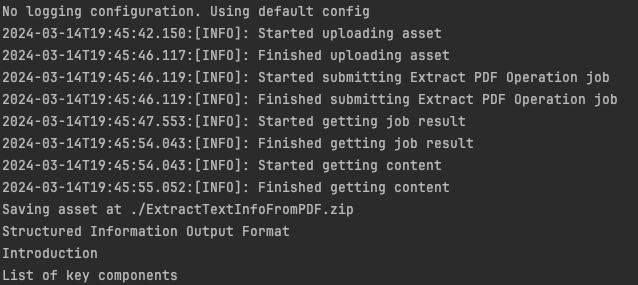 No logging configuration. Using default config
2024-03-14T19:45:42.150:[INFO]: Started uploading asset
2024-03-14T19:45:46.117:[INFO]: Finished uploading asset
2024-03-14T19:45:46.119:[INFO]: Started submitting Extract PDF Operation job
2024-03-14T19:45:46.119:[INFO]: Finished submitting Extract PDF Operation job
2024-03-14T19:45:47.553:[INFO]: Started getting job result
2024-03-14T19:45:54.043:[INFO]: Finished getting job result
2024-03-14T19:45:54.043:[INFO]: Started getting content
2024-03-14T19:45:55.052:[INFO]: Finished getting content
Saving asset at ./ExtractTextInfoFromPDF.zip
Structured Information Output Format
Introduction
List of key components